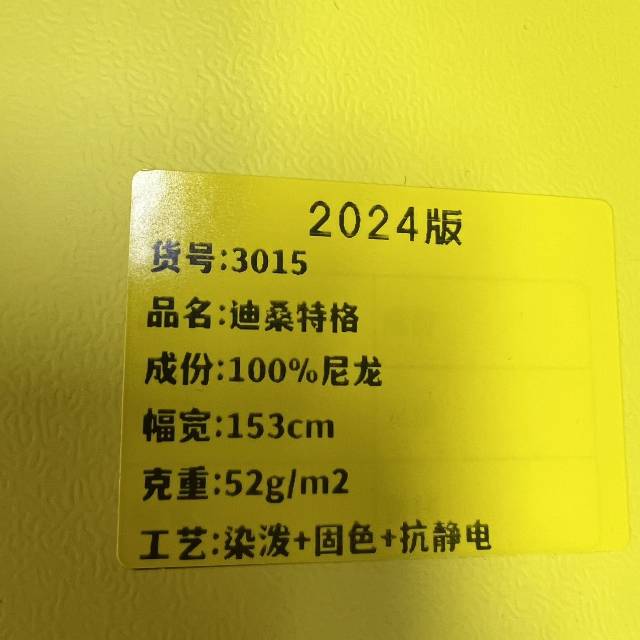 2024版
货号:3015
品名:迪桑特格
成份:100%尼龙
幅宽:153cm
克重:52g/m2
工艺:染泼+固色+抗静电